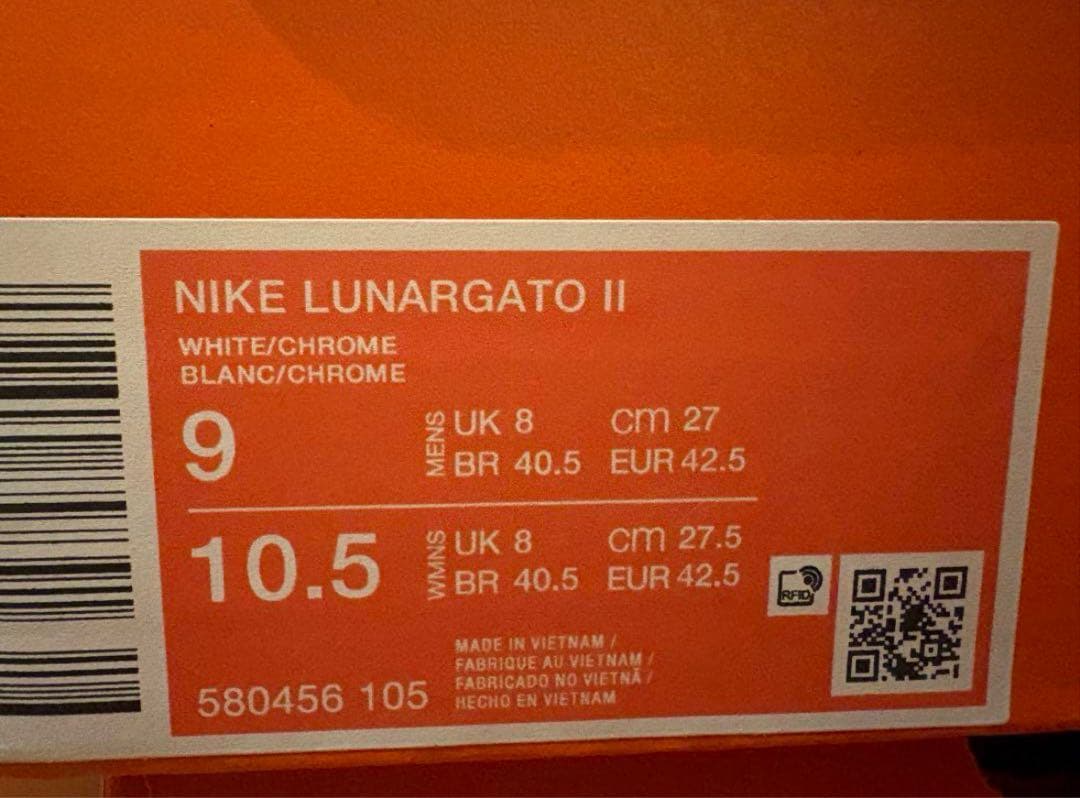 NIKE LUNARGATO II
WHITE/CHROME
BLANC/CHROME
9
MENS
UK 8 cm 27
BR 40.5 EUR 42.5
10.5
WMNS
UK 8 cm 27.5
BR 40.5 EUR 42.5
RFID
MADE IN VIETNAM /
FABRIQUE AU VIETNAM /
FABRICADO NO VIETNÃ /
HECHO EN VIETNAM
580456 105